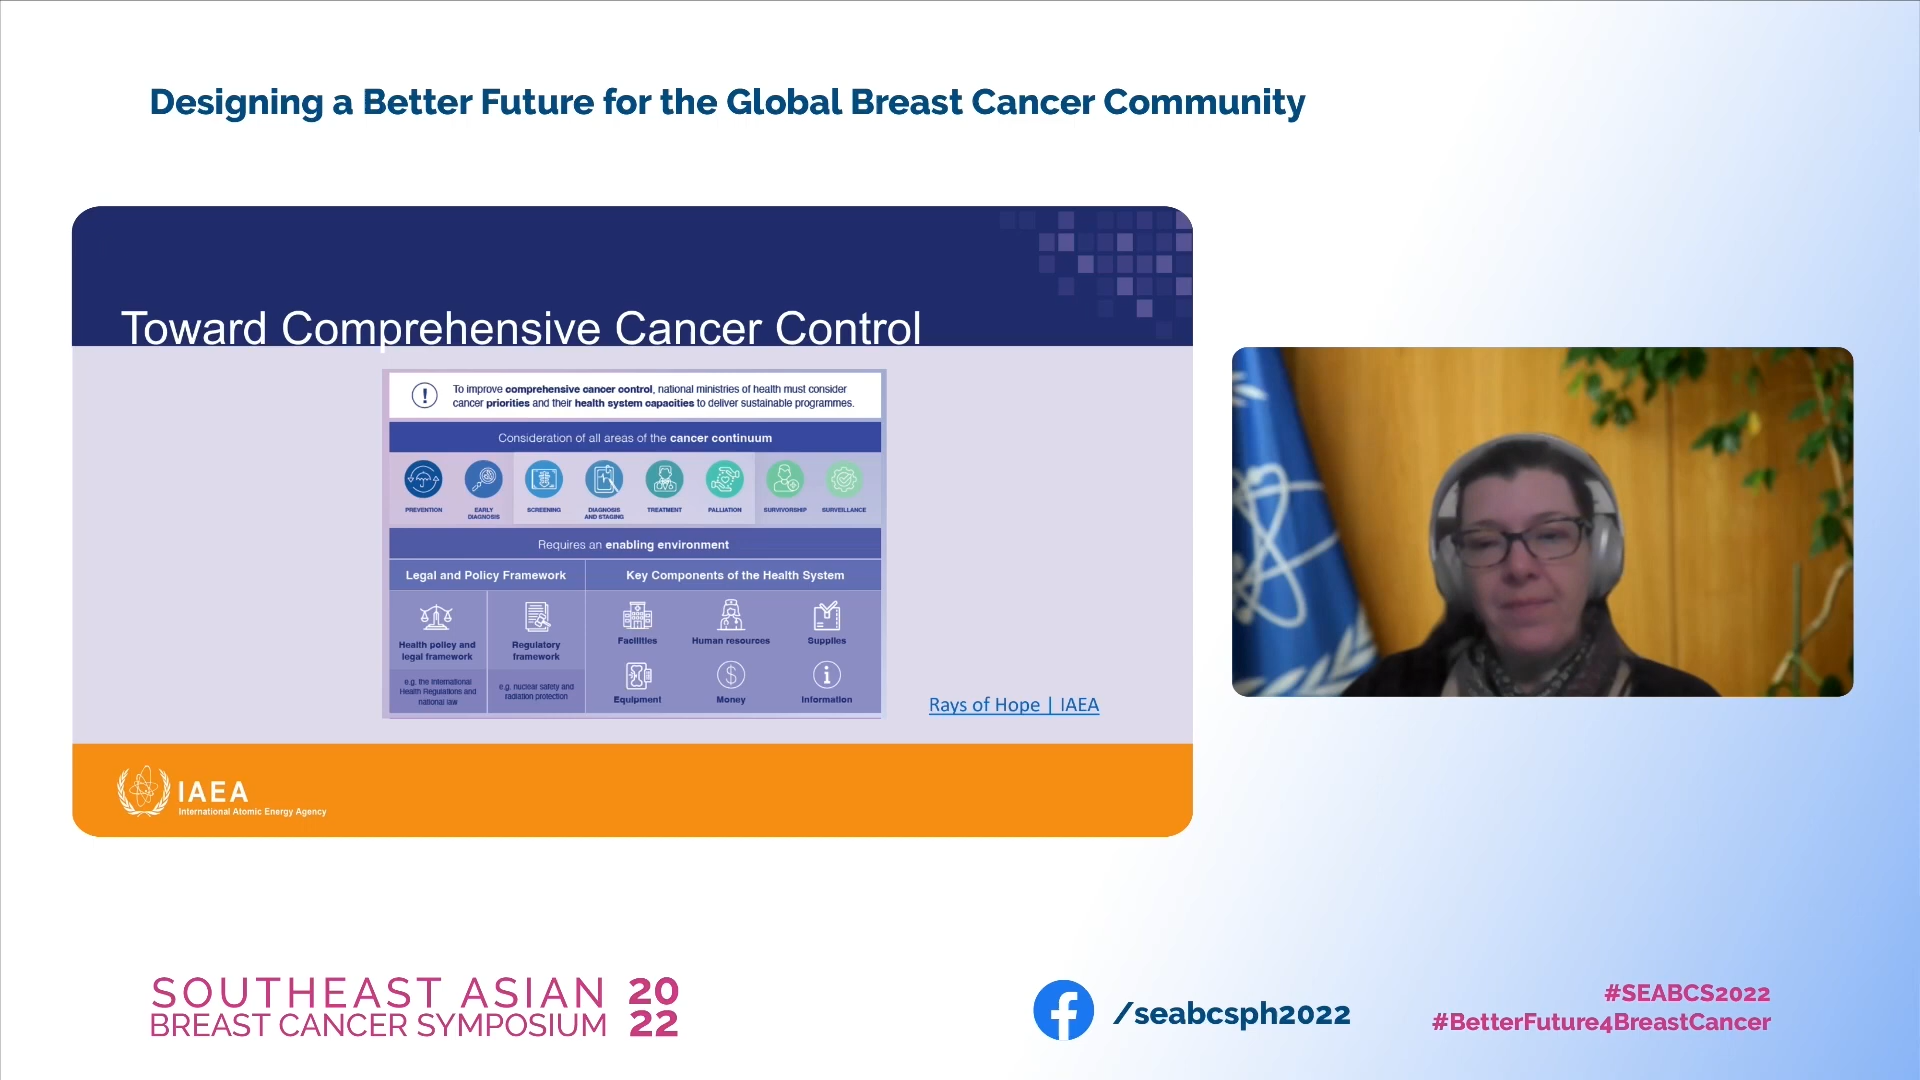 Designing a Better Future for the Global Breast Cancer Community
Toward Comprehensive Cancer Control
!
To improve comprehensive cancer control, national ministries of health must consider
cancer priorities and their health system capacities to deliver sustainable programmes.
Consideration of all areas of the cancer continuum
PREVENTION
EARLY
DIAGNOSIS
SCREENING
DIAGNOSIS
AND STAGING
TREATMENT
PALLIATION
SURVIVORSHIP
SURVEILLANCE
Requires an enabling environment
Legal and Policy Framework
Key Components of the Health System
Health policy and
legal framework
Regulatory
framework
e.g. the International
Health Regulations and
national law
e.g. nuclear safety and
radiation protection
Facilities
Human resources
Supplies
$
i
Equipment
Money
Information
Rays of Hope | IAEA
IAEA
International Atomic Energy Agency
SOUTHEAST ASIAN 20
BREAST CANCER SYMPOSIUM 22
f
/seabcsph2022
#SEABCS2022
#BetterFuture4BreastCancer